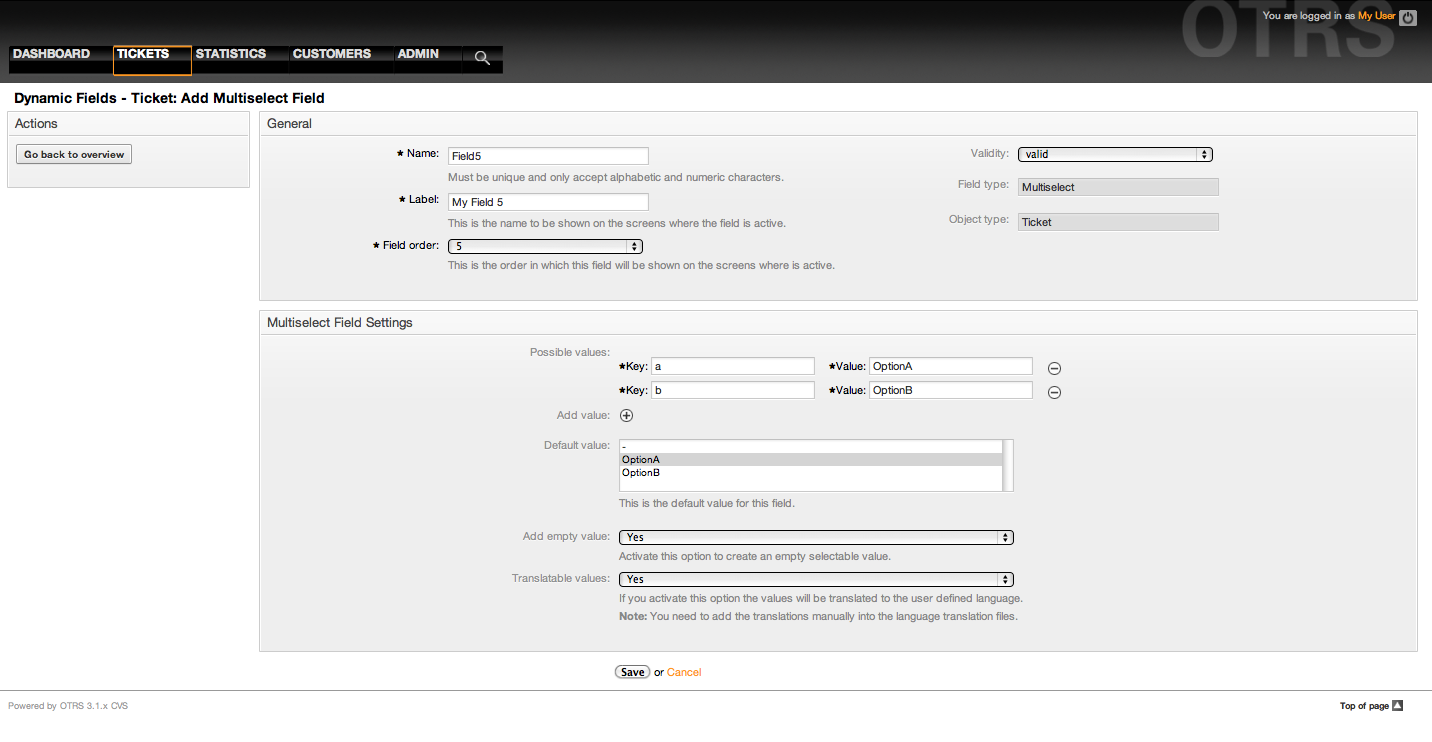 OTRS
You are logged in as My User
DASHBOARD TICKETS STATISTICS CUSTOMERS ADMIN
Dynamic Fields - Ticket: Add Multiselect Field
Actions
Go back to overview
General
* Name: Field5
Must be unique and only accept alphabetic and numeric characters.
* Label: My Field 5
This is the name to be shown on the screens where the field is active.
* Field order: 5
This is the order in which this field will be shown on the screens where is active.
Validity: valid
Field type: Multiselect
Object type: Ticket
Multiselect Field Settings
Possible values:
*Key: a *Value: OptionA
*Key: b *Value: OptionB
Add value:
Default value: -
OptionA
OptionB
This is the default value for this field.
Add empty value: Yes
Activate this option to create an empty selectable value.
Translatable values: Yes
If you activate this option the values will be translated to the user defined language.
Note: You need to add the translations manually into the language translation files.
Save or Cancel
Powered by OTRS 3.1.x CVS
Top of page